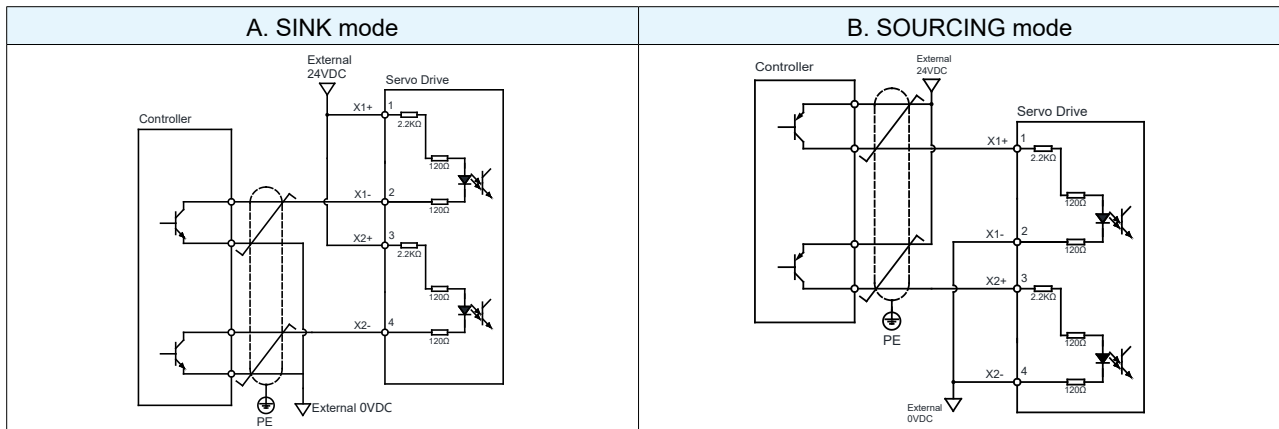 A. SINK mode
External
24VDC
Servo Drive
Controller
X1+
1
2.2KΩ
120Ω
X1-
2
120Ω
X2+
3
2.2KΩ
120Ω
X2-
4
120Ω
External 0VDC
PE
B. SOURCING mode
External
24VDC
Controller
Servo Drive
X1+
1
2.2KΩ
120Ω
X1-
2
120Ω
X2+
3
2.2KΩ
PE
120Ω
X2-
4
120Ω
External
0VDC